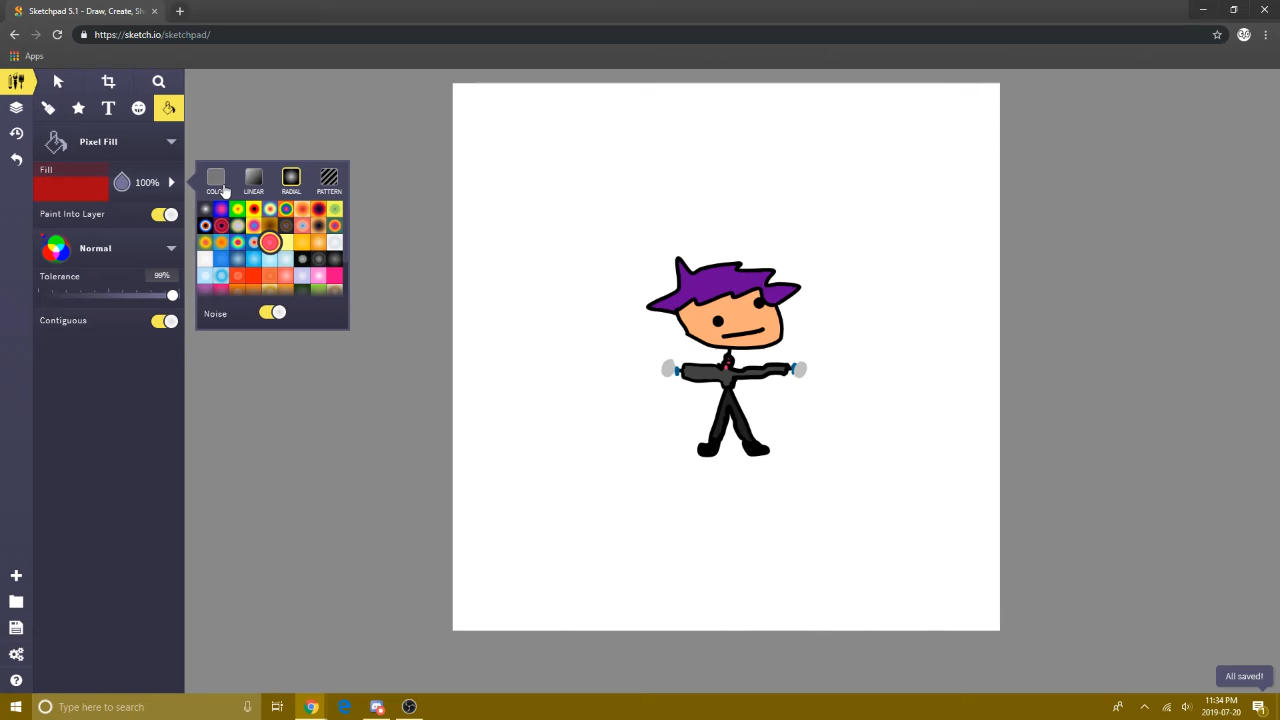 Sketchpad 5.1 - Draw, Create, Sh
https://sketch.io/sketchpad/
Apps
Pixel Fill
Fill
100%
Paint Into Layer
Normal
Tolerance
99%
Contiguous
LINEAR
RADIAL
PATTERN
Noise
All saved!
Type here to search
11:34 PM
2019-07-20